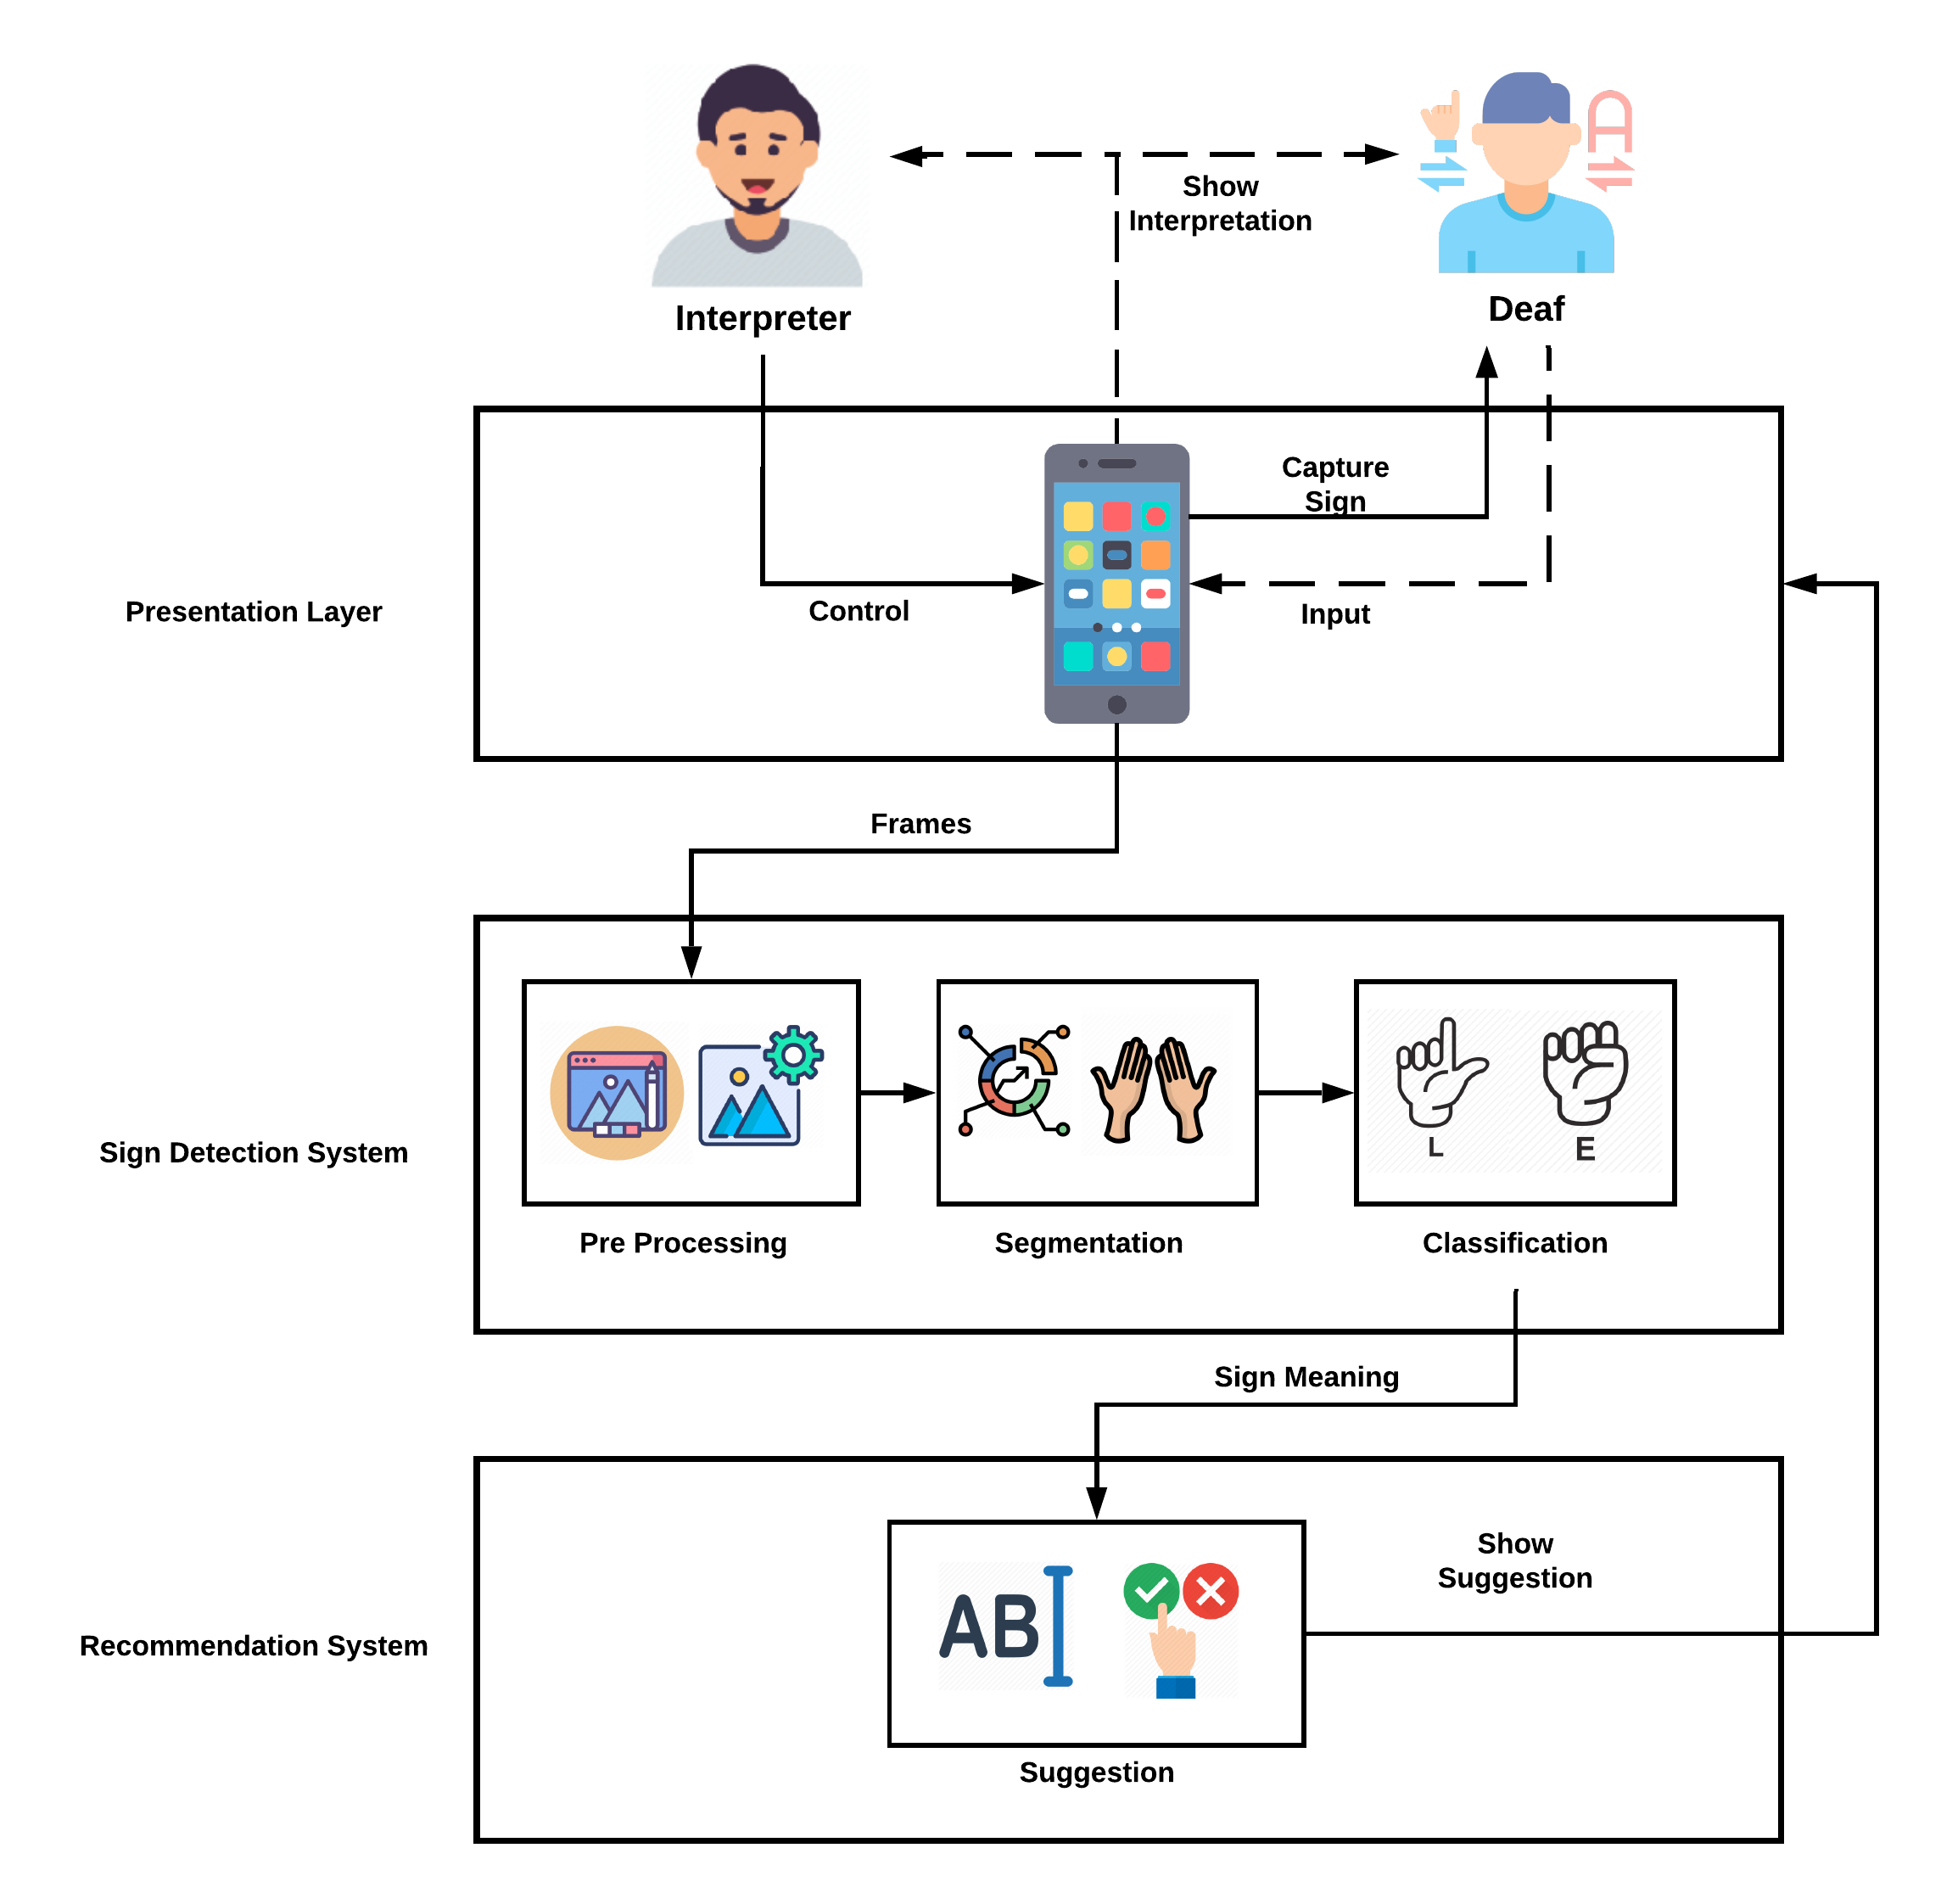 Show
Interpretation
Interpreter
Deaf
Capture
Sign
Control
Input
Presentation Layer
Frames
L
E
Sign Detection System
Pre Processing
Segmentation
Classification
Sign Meaning
Show
Suggestion
AB
Recommendation System
Suggestion